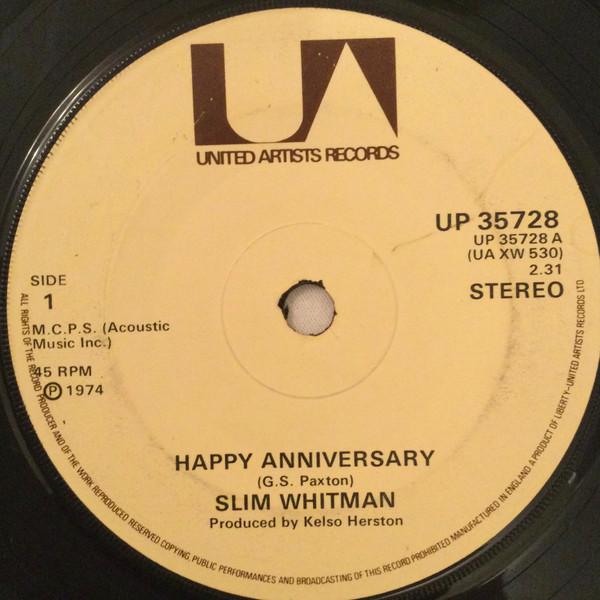 UA
UNITED ARTISTS RECORDS
UP 35728
UP 35728 A
(UA XW 530)
2.31
STEREO
SIDE
1
M.C.P.S. (Acoustic
Music Inc.)
45 RPM
Ⓟ 1974
HAPPY ANNIVERSARY
(G.S. Paxton)
SLIM WHITMAN
Produced by Kelso Herston
ALL RIGHTS OF THE RECORD PRODUCER AND OF THE WORK REPRODUCED RESERVED COPYING, PUBLIC PERFORMANCES AND BROADCASTING OF THIS RECORD PROHIBITED MANUFACTURED IN ENGLAND A PRODUCT OF LIBERTY–UNITED ARTISTS RECORDS LTD